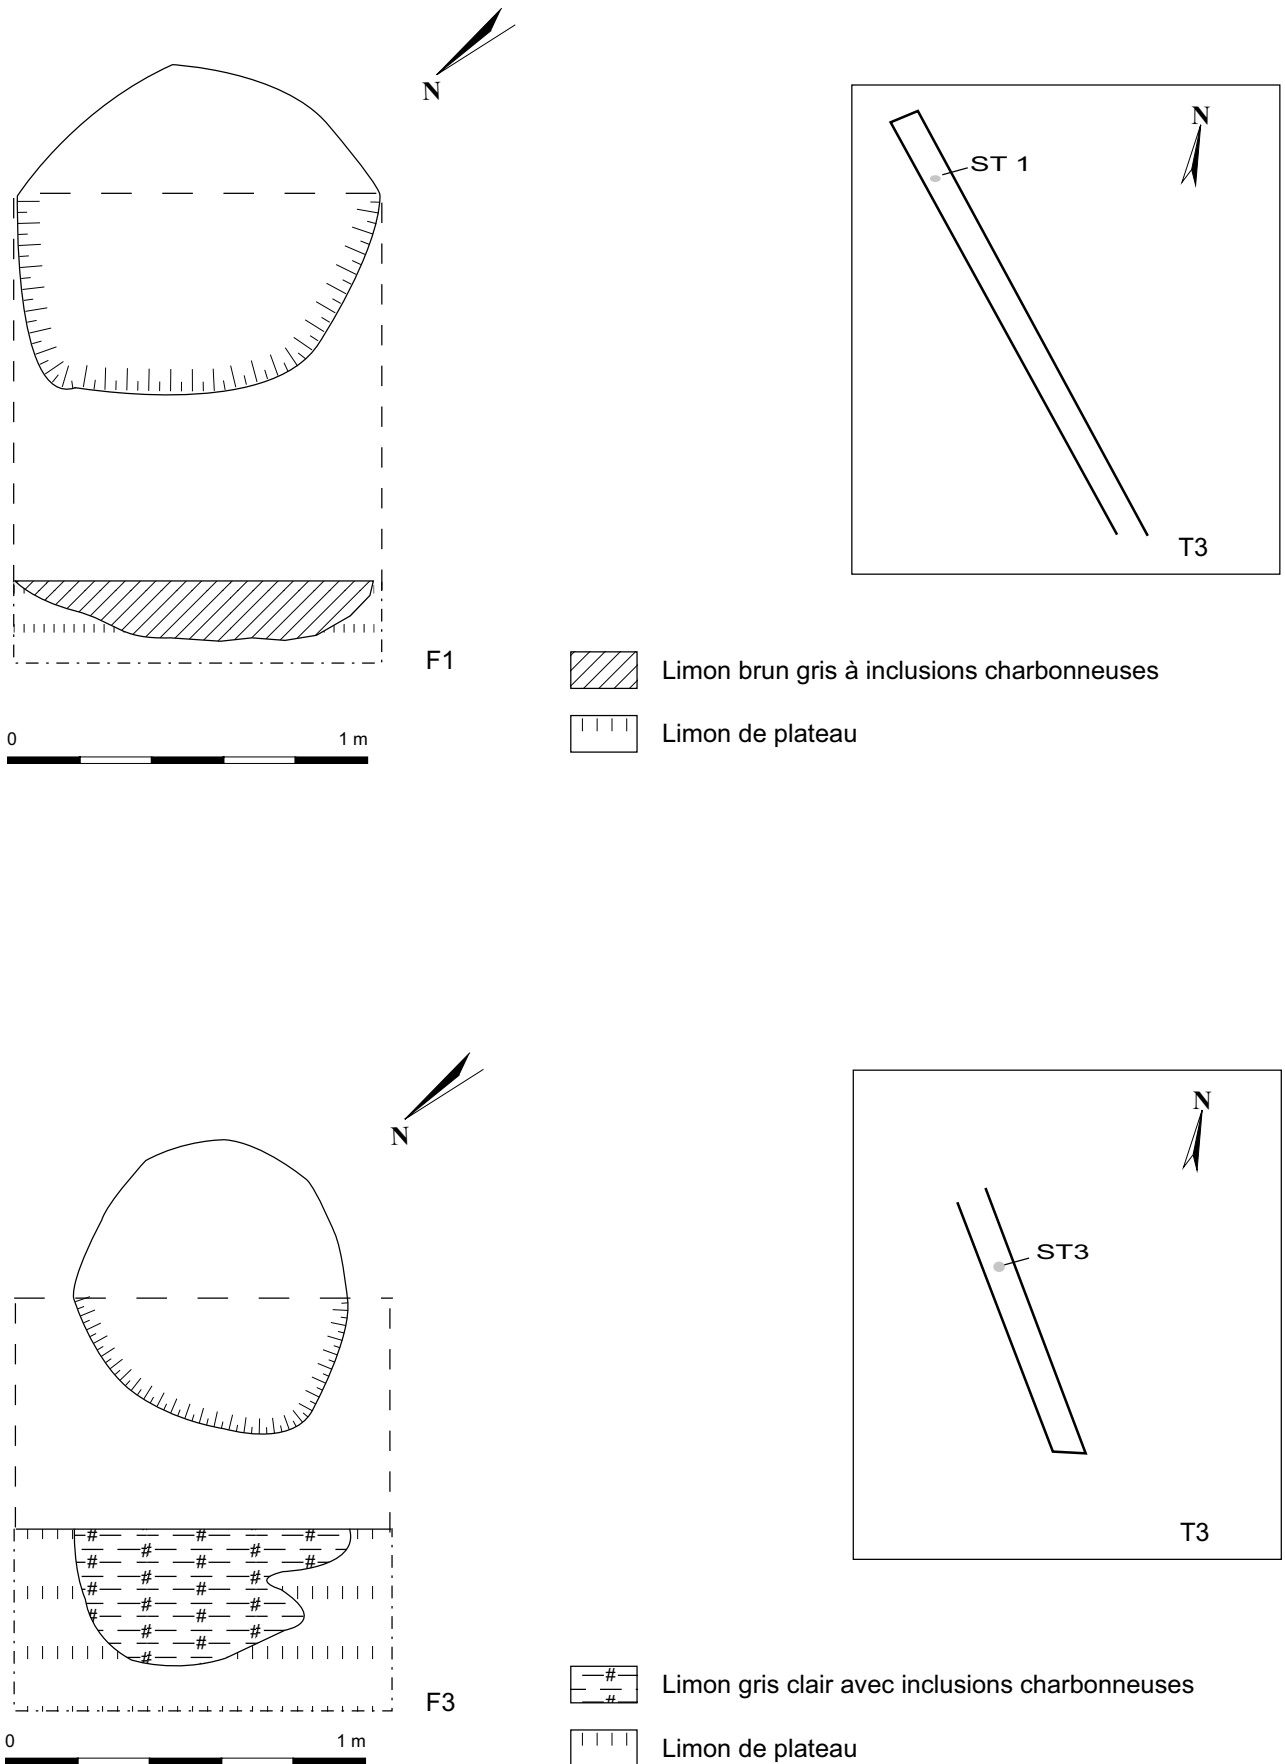 N
N
ST 1
T3
F1
Limon brun gris à inclusions charbonneuses
0 1 m
Limon de plateau
N
N
ST3
T3
F3
Limon gris clair avec inclusions charbonneuses
0 1 m
Limon de plateau